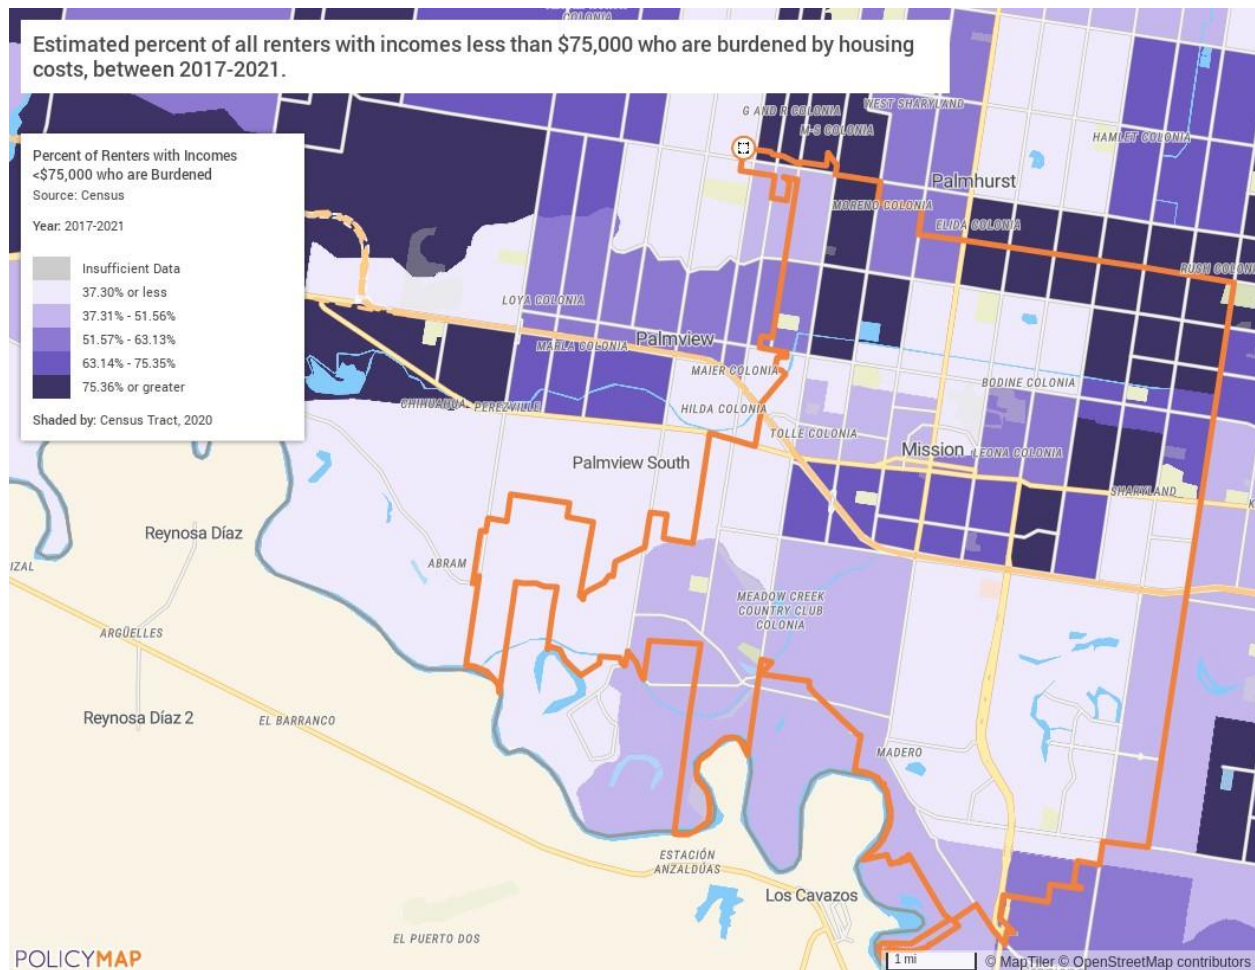 COLONIA
Estimated percent of all renters with incomes less than $75,000 who are burdened by housing
costs, between 2017-2021.
Percent of Renters with Incomes
<$75,000 who are Burdened
Source: Census
Year: 2017-2021
Insufficient Data
37.30% or less
37.31% - 51.56%
51.57% - 63.13%
63.14% - 75.35%
75.36% or greater
Shaded by: Census Tract, 2020
G AND R COLONIA
WEST SHARYLAND
M-S COLONIA
HAMLET COLONIA
Palmhurst
MORENO COLONIA
ELIDA COLONIA
LOYA COLONIA
Palmview
MARLA COLONIA
MAIER COLONIA
BODINE COLONIA
CHIHUAHUA
PEREZVILLE
HILDA COLONIA
TOLLE COLONIA
Mission
LEONA COLONIA
Palmview South
SHARYLAND
Reynosa Díaz
ABRAM
MEADOW CREEK
COUNTRY CLUB
COLONIA
ARGÜELLES
Reynosa Díaz 2
EL BARRANCO
MADERO
ESTACIÓN
ANZALDÚAS
Los Cavazos
EL PUERTO DOS
POLICYMAP
1 mi
© MapTiler © OpenStreetMap contributors